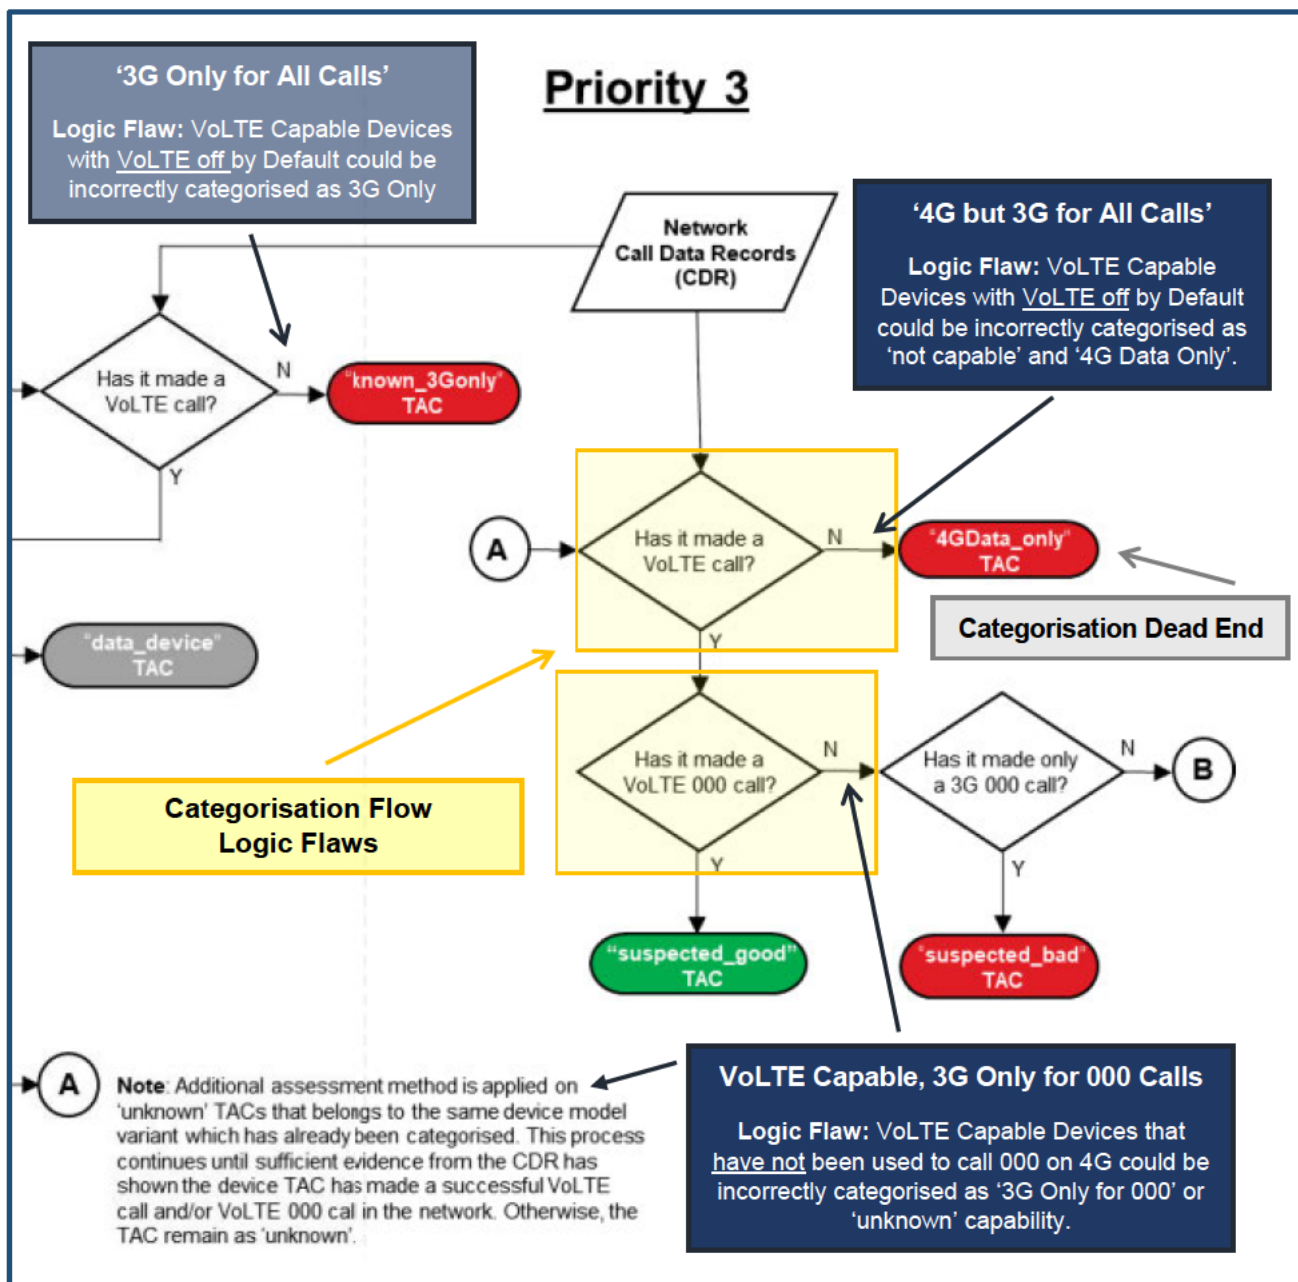 Priority 3
‘3G Only for All Calls’
Logic Flaw: VoLTE Capable Devices
with VoLTE off by Default could be
incorrectly categorised as 3G Only
‘4G but 3G for All Calls’
Logic Flaw: VoLTE Capable
Devices with VoLTE off by Default
could be incorrectly categorised as
‘not capable’ and ‘4G Data Only’.
Network
Call Data Records
(CDR)
Has it made a
VoLTE call?
N
Y
"known_3Gonly"
TAC
A
Has it made a
VoLTE call?
N
Y
"4GData_only"
TAC
Categorisation Dead End
"data_device"
TAC
Categorisation Flow
Logic Flaws
Has it made a
VoLTE 000 call?
N
Y
Has it made only
a 3G 000 call?
N
Y
B
"suspected_good"
TAC
"suspected_bad"
TAC
A
Note: Additional assessment method is applied on
‘unknown’ TACs that belongs to the same device model
variant which has already been categorised. This process
continues until sufficient evidence from the CDR has
shown the device TAC has made a successful VoLTE
call and/or VoLTE 000 call in the network. Otherwise, the
TAC remain as ‘unknown’.
VoLTE Capable, 3G Only for 000 Calls
Logic Flaw: VoLTE Capable Devices that
have not been used to call 000 on 4G could be
incorrectly categorised as ‘3G Only for 000’ or
‘unknown’ capability.